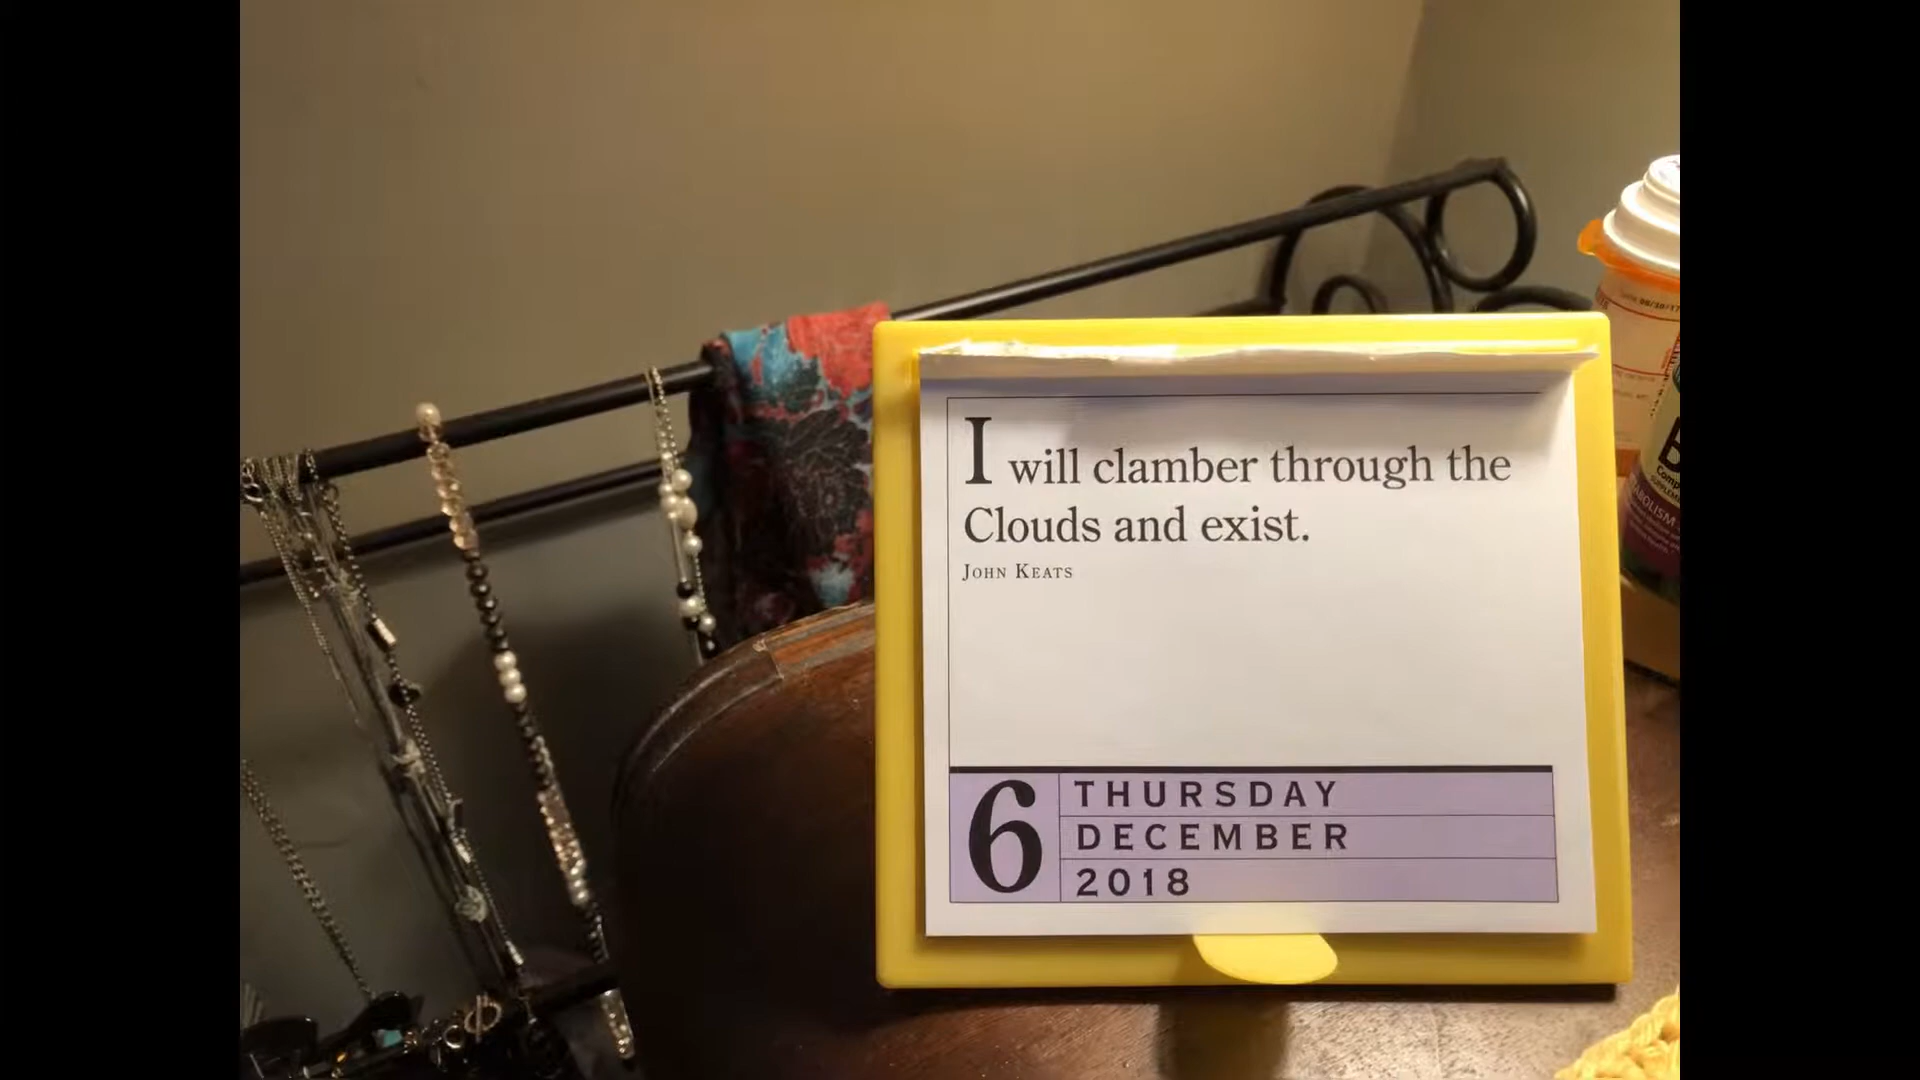 I will clamber through the
Clouds and exist.
JOHN KEATS
6
THURSDAY
DECEMBER
2018